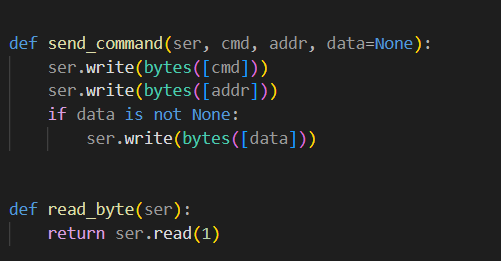 def send_command(ser, cmd, addr, data=None):
    ser.write(bytes([cmd]))
    ser.write(bytes([addr]))
    if data is not None:
        ser.write(bytes([data]))
def read_byte(ser):
    return ser.read(1)